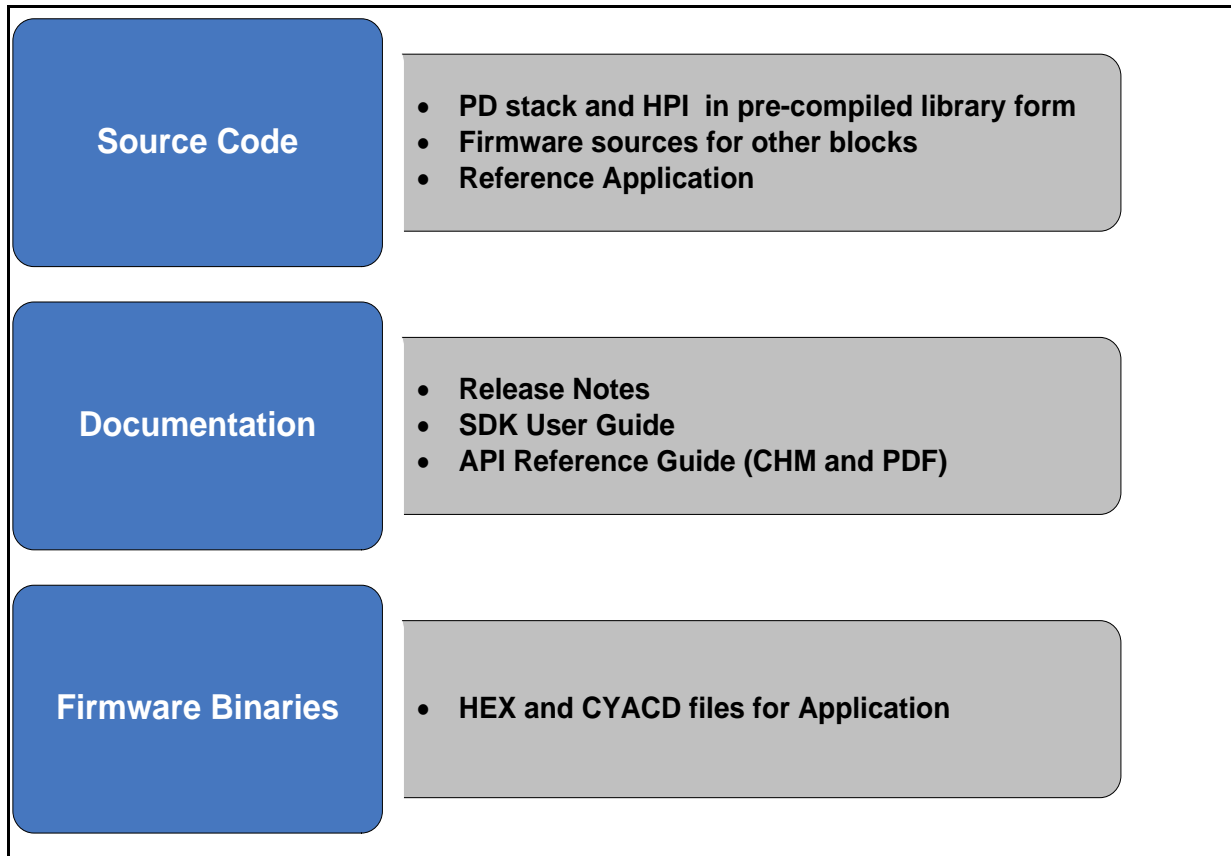 Source Code
• PD stack and HPI in pre-compiled library form
• Firmware sources for other blocks
• Reference Application
Documentation
• Release Notes
• SDK User Guide
• API Reference Guide (CHM and PDF)
Firmware Binaries
• HEX and CYACD files for Application